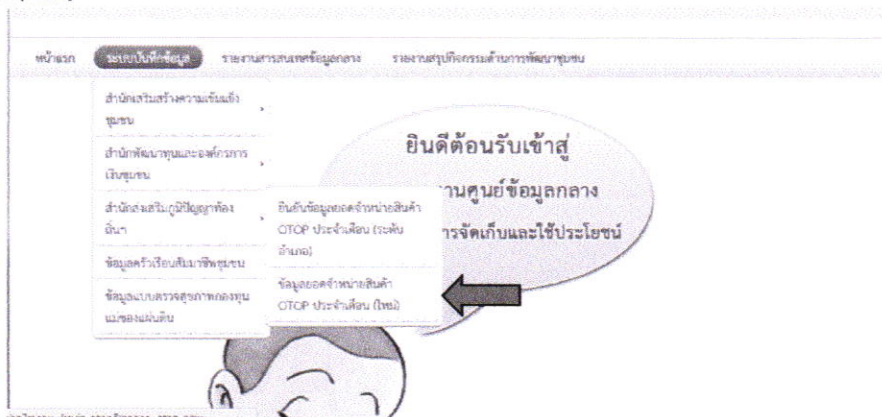 หน้าแรก ระบบบันทึกข้อมูล รายงานสารสนเทศข้อมูลกลาง รายงานสรุปกิจกรรมด้านการพัฒนาชุมชน
สำนักเสริมสร้างความเข้มแข็ง
ชุมชน
สำนักพัฒนาทุนและองค์กรการ
เงินชุมชน
สำนักส่งเสริมภูมิปัญญาท้อง
ถิ่นฯ
ข้อมูลครัวเรือนสัมมาชีพชุมชน
ข้อมูลแบบตรวจสุขภาพกองทุน
แม่ของแผ่นดิน
ยืนยันข้อมูลยอดจำหน่ายสินค้า
OTOP ประจำเดือน (ระดับ
อำเภอ)
ข้อมูลยอดจำหน่ายสินค้า
OTOP ประจำเดือน (ใหม่)
ยินดีต้อนรับเข้าสู่
งานศูนย์ข้อมูลกลาง
การจัดเก็บและใช้ประโยชน์